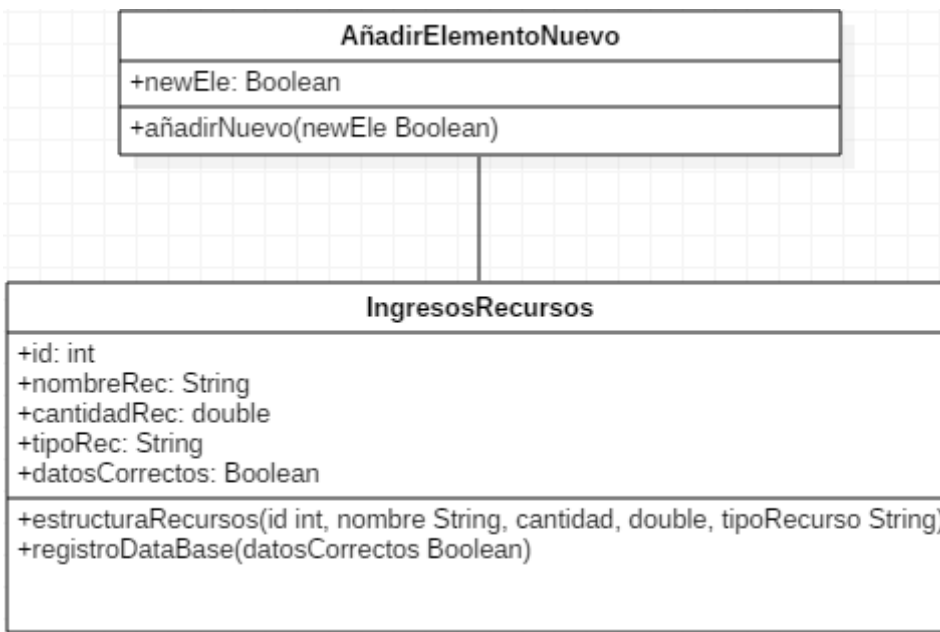 AñadirElementoNuevo
+newEle: Boolean
+añadirNuevo(newEle Boolean)
IngresosRecursos
+id: int
+nombreRec: String
+cantidadRec: double
+tipoRec: String
+datosCorrectos: Boolean
+estructuraRecursos(id int, nombre String, cantidad, double, tipoRecurso String)
+registroDataBase(datosCorrectos Boolean)